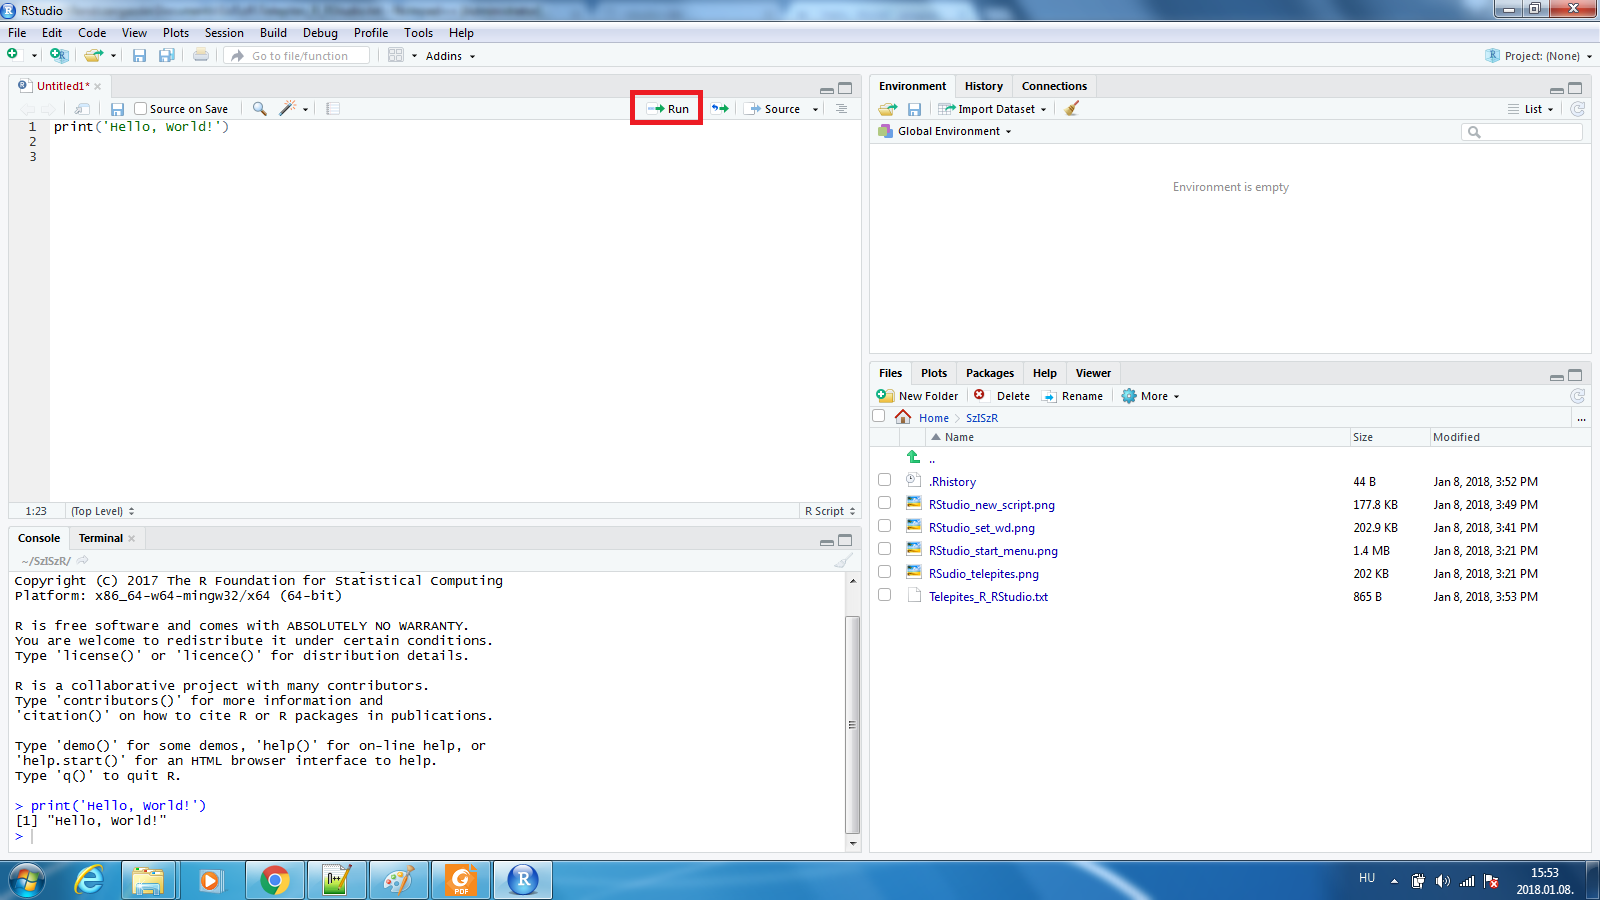 RStudio
File Edit Code View Plots Session Build Debug Profile Tools Help
Go to file/function Addins Project: (None)
Untitled1*
Source on Save Run Source
1 print('Hello, World!')
2
3
1:23 (Top Level) R Script
Console Terminal
~/SzISzR/
Copyright (C) 2017 The R Foundation for Statistical Computing
Platform: x86_64-w64-mingw32/x64 (64-bit)
R is free software and comes with ABSOLUTELY NO WARRANTY.
You are welcome to redistribute it under certain conditions.
Type 'license()' or 'licence()' for distribution details.
R is a collaborative project with many contributors.
Type 'contributors()' for more information and
'citation()' on how to cite R or R packages in publications.
Type 'demo()' for some demos, 'help()' for on-line help, or
'help.start()' for an HTML browser interface to help.
Type 'q()' to quit R.
> print('Hello, World!')
[1] "Hello, World!"
>
Environment History Connections
Import Dataset List
Global Environment
Environment is empty
Files Plots Packages Help Viewer
New Folder Delete Rename More
Home SzISzR ...
Name Size Modified
..
.Rhistory 44 B Jan 8, 2018, 3:52 PM
RStudio_new_script.png 177.8 KB Jan 8, 2018, 3:49 PM
RStudio_set_wd.png 202.9 KB Jan 8, 2018, 3:41 PM
RStudio_start_menu.png 1.4 MB Jan 8, 2018, 3:21 PM
RSudio_telepites.png 202 KB Jan 8, 2018, 3:21 PM
Telepites_R_RStudio.txt 865 B Jan 8, 2018, 3:53 PM
PDF
HU 15:53
2018.01.08.